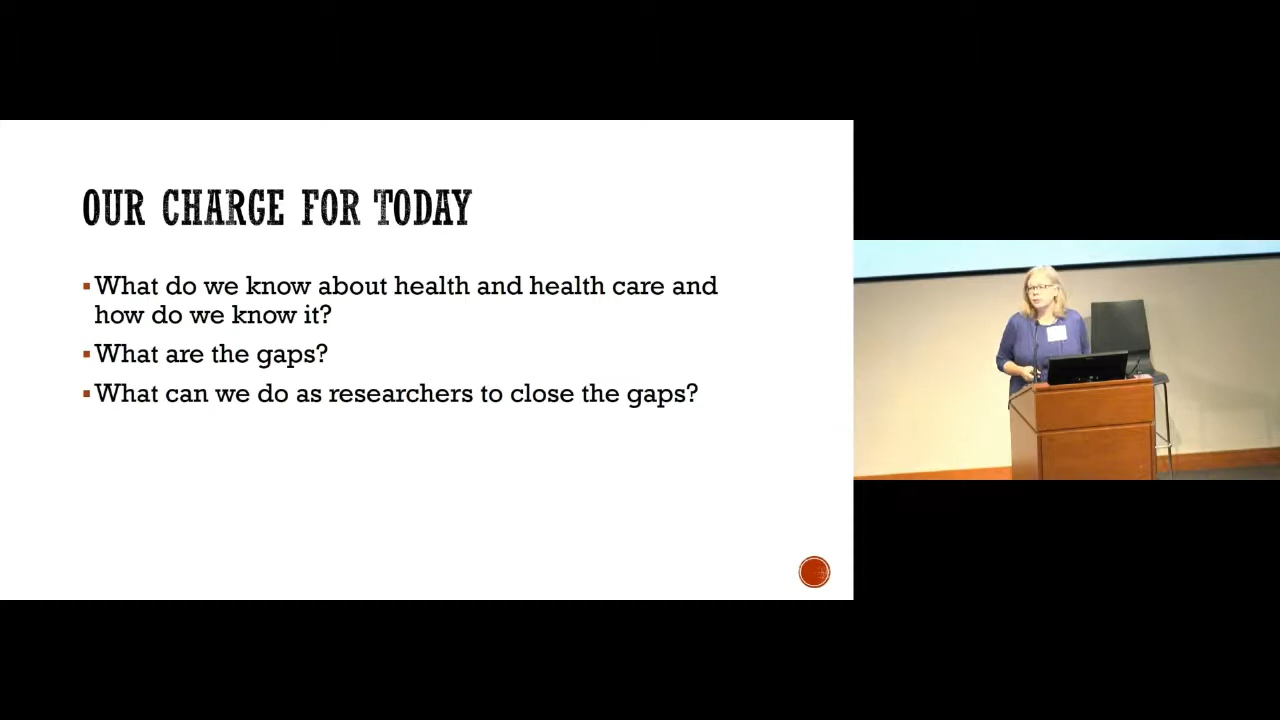 OUR CHARGE FOR TODAY
▪What do we know about health and health care and
how do we know it?
▪What are the gaps?
▪What can we do as researchers to close the gaps?